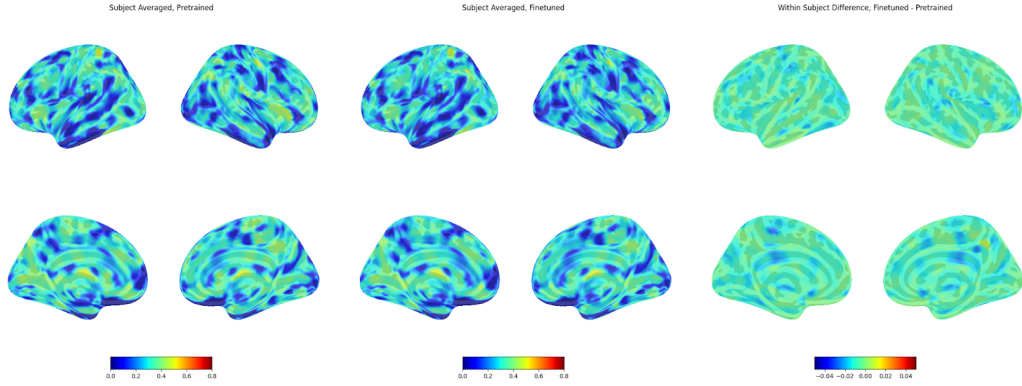 Subject Averaged, Pretrained
Subject Averaged, Finetuned
Within Subject Difference, Finetuned - Pretrained
0.0 0.2 0.4 0.6 0.8
0.0 0.2 0.4 0.6 0.8
−0.04 −0.02 0.00 0.02 0.04